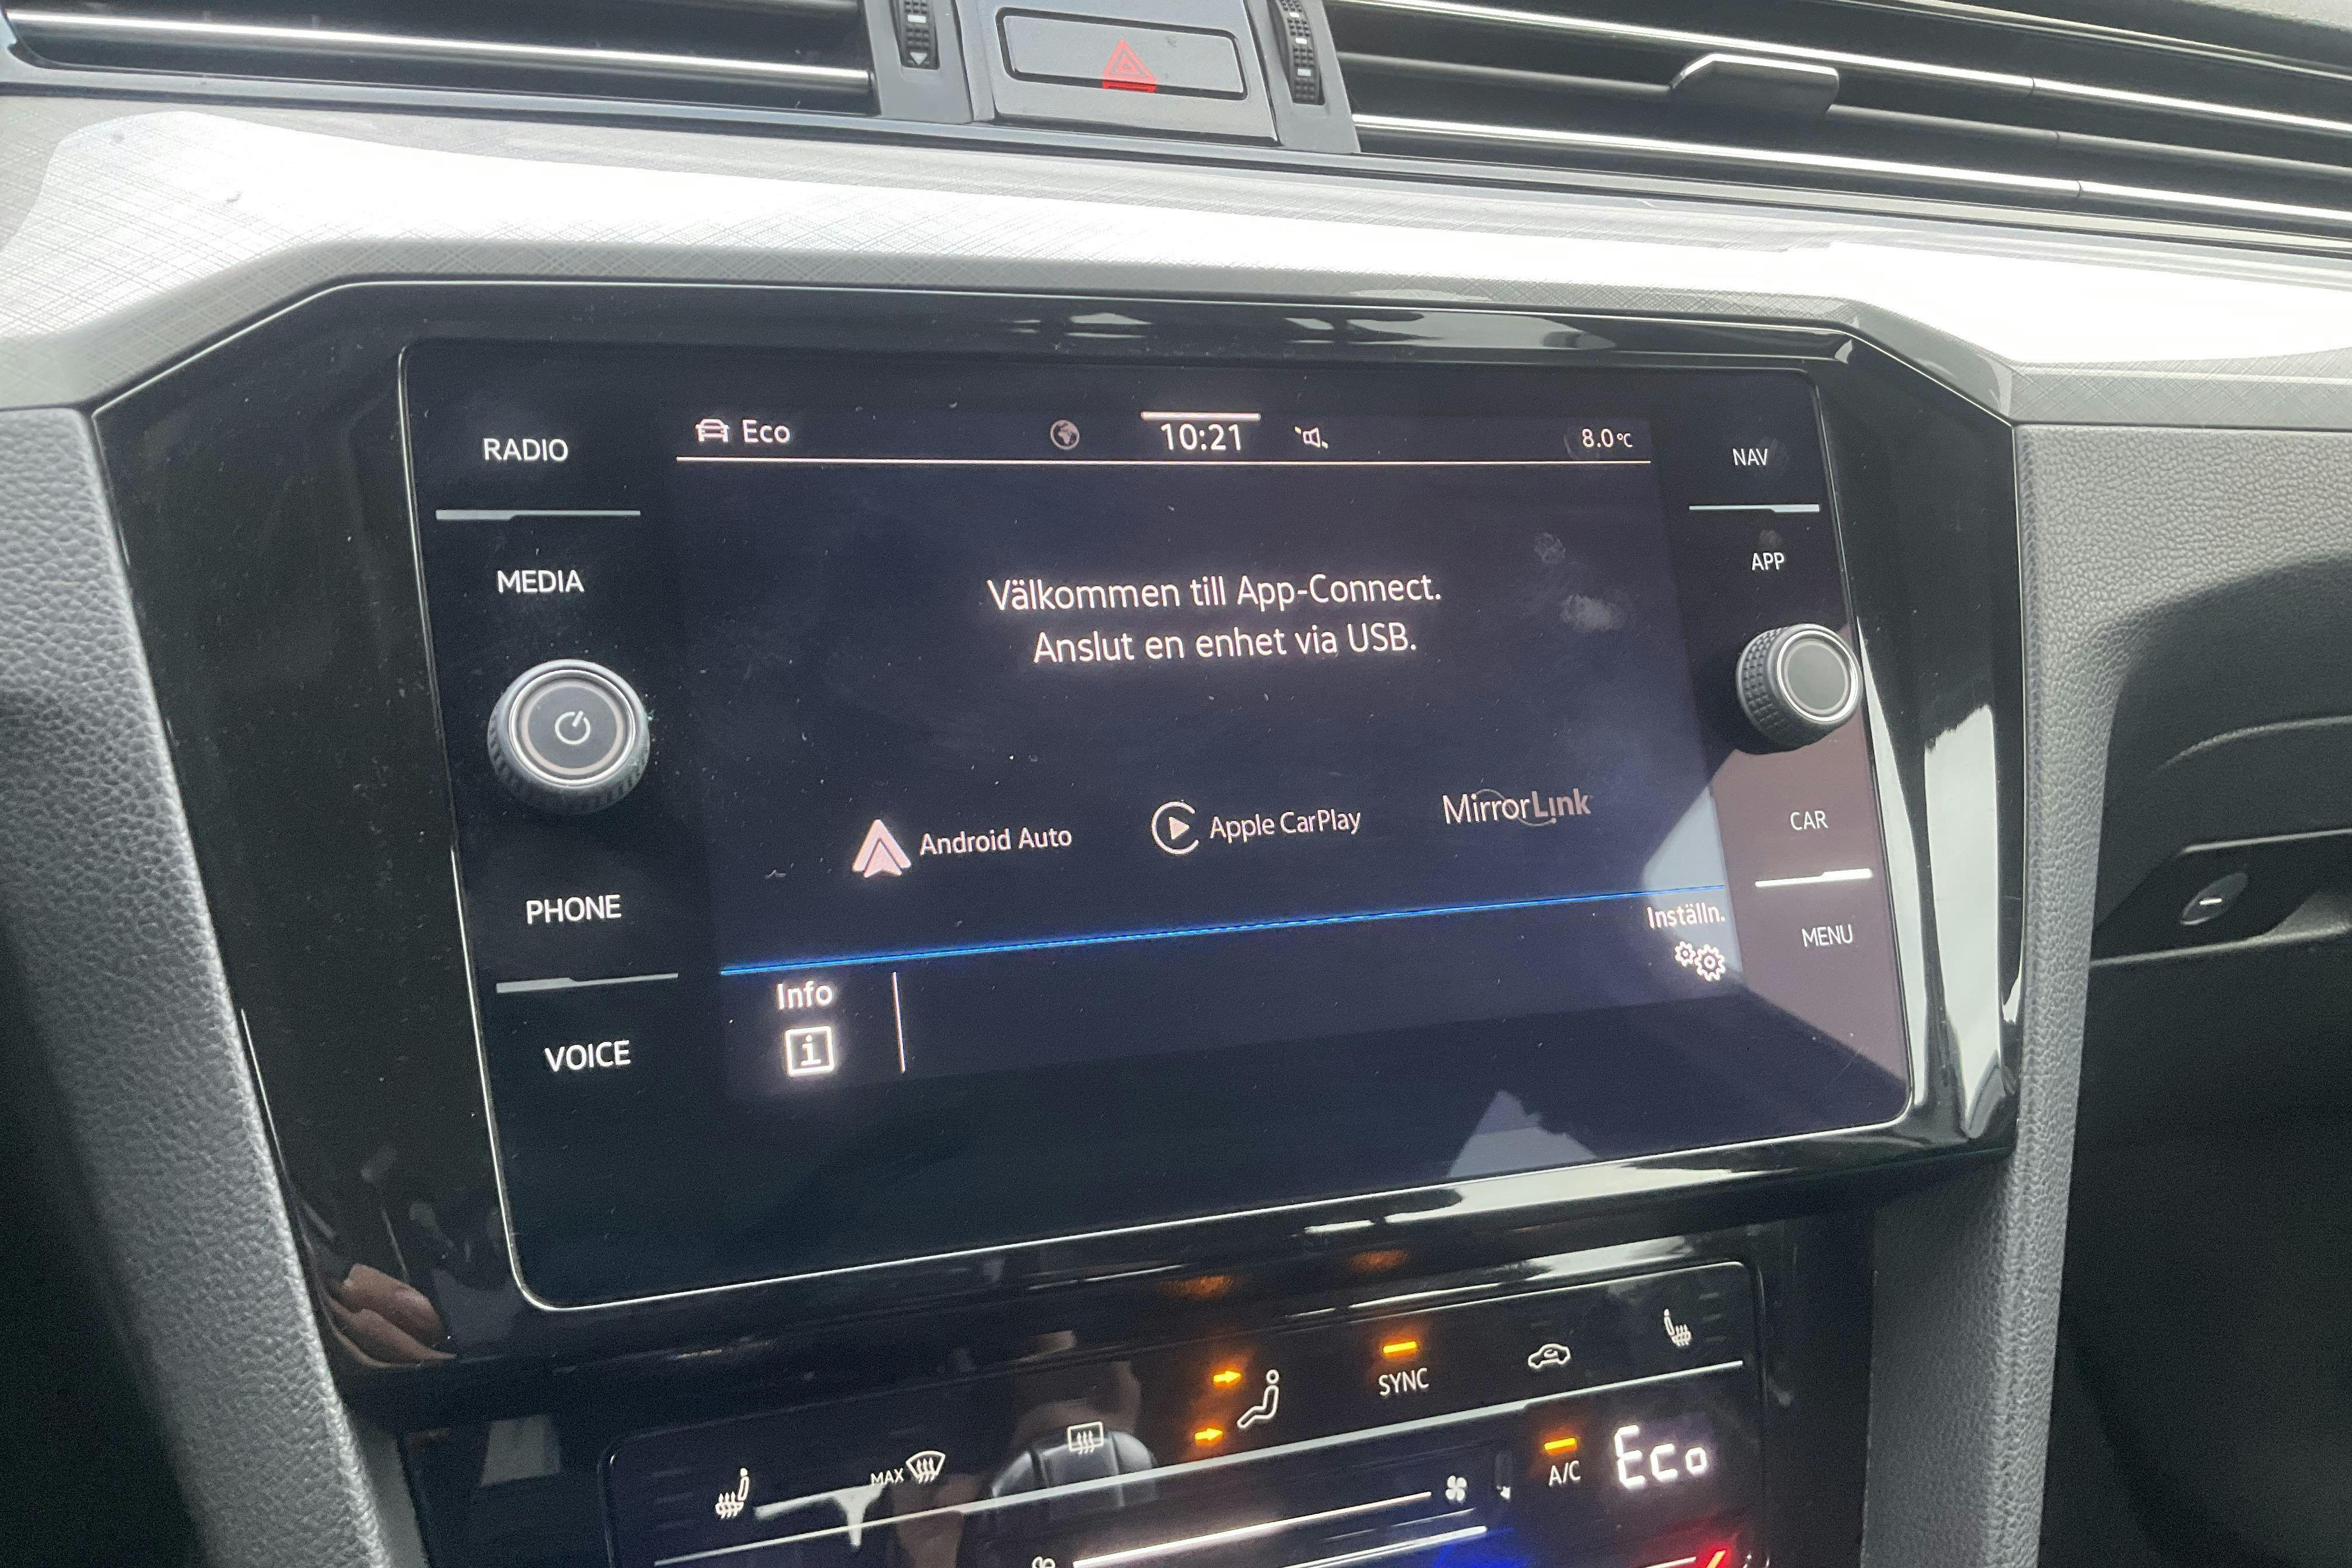 RADIO
MEDIA
PHONE
VOICE
Eco
10:21
8.0°C
Välkommen till App-Connect.
Anslut en enhet via USB.
Android Auto
Apple CarPlay
MirrorLink
Info
Inställn.
NAV
APP
CAR
MENU
SYNC
MAX
A/C
Eco